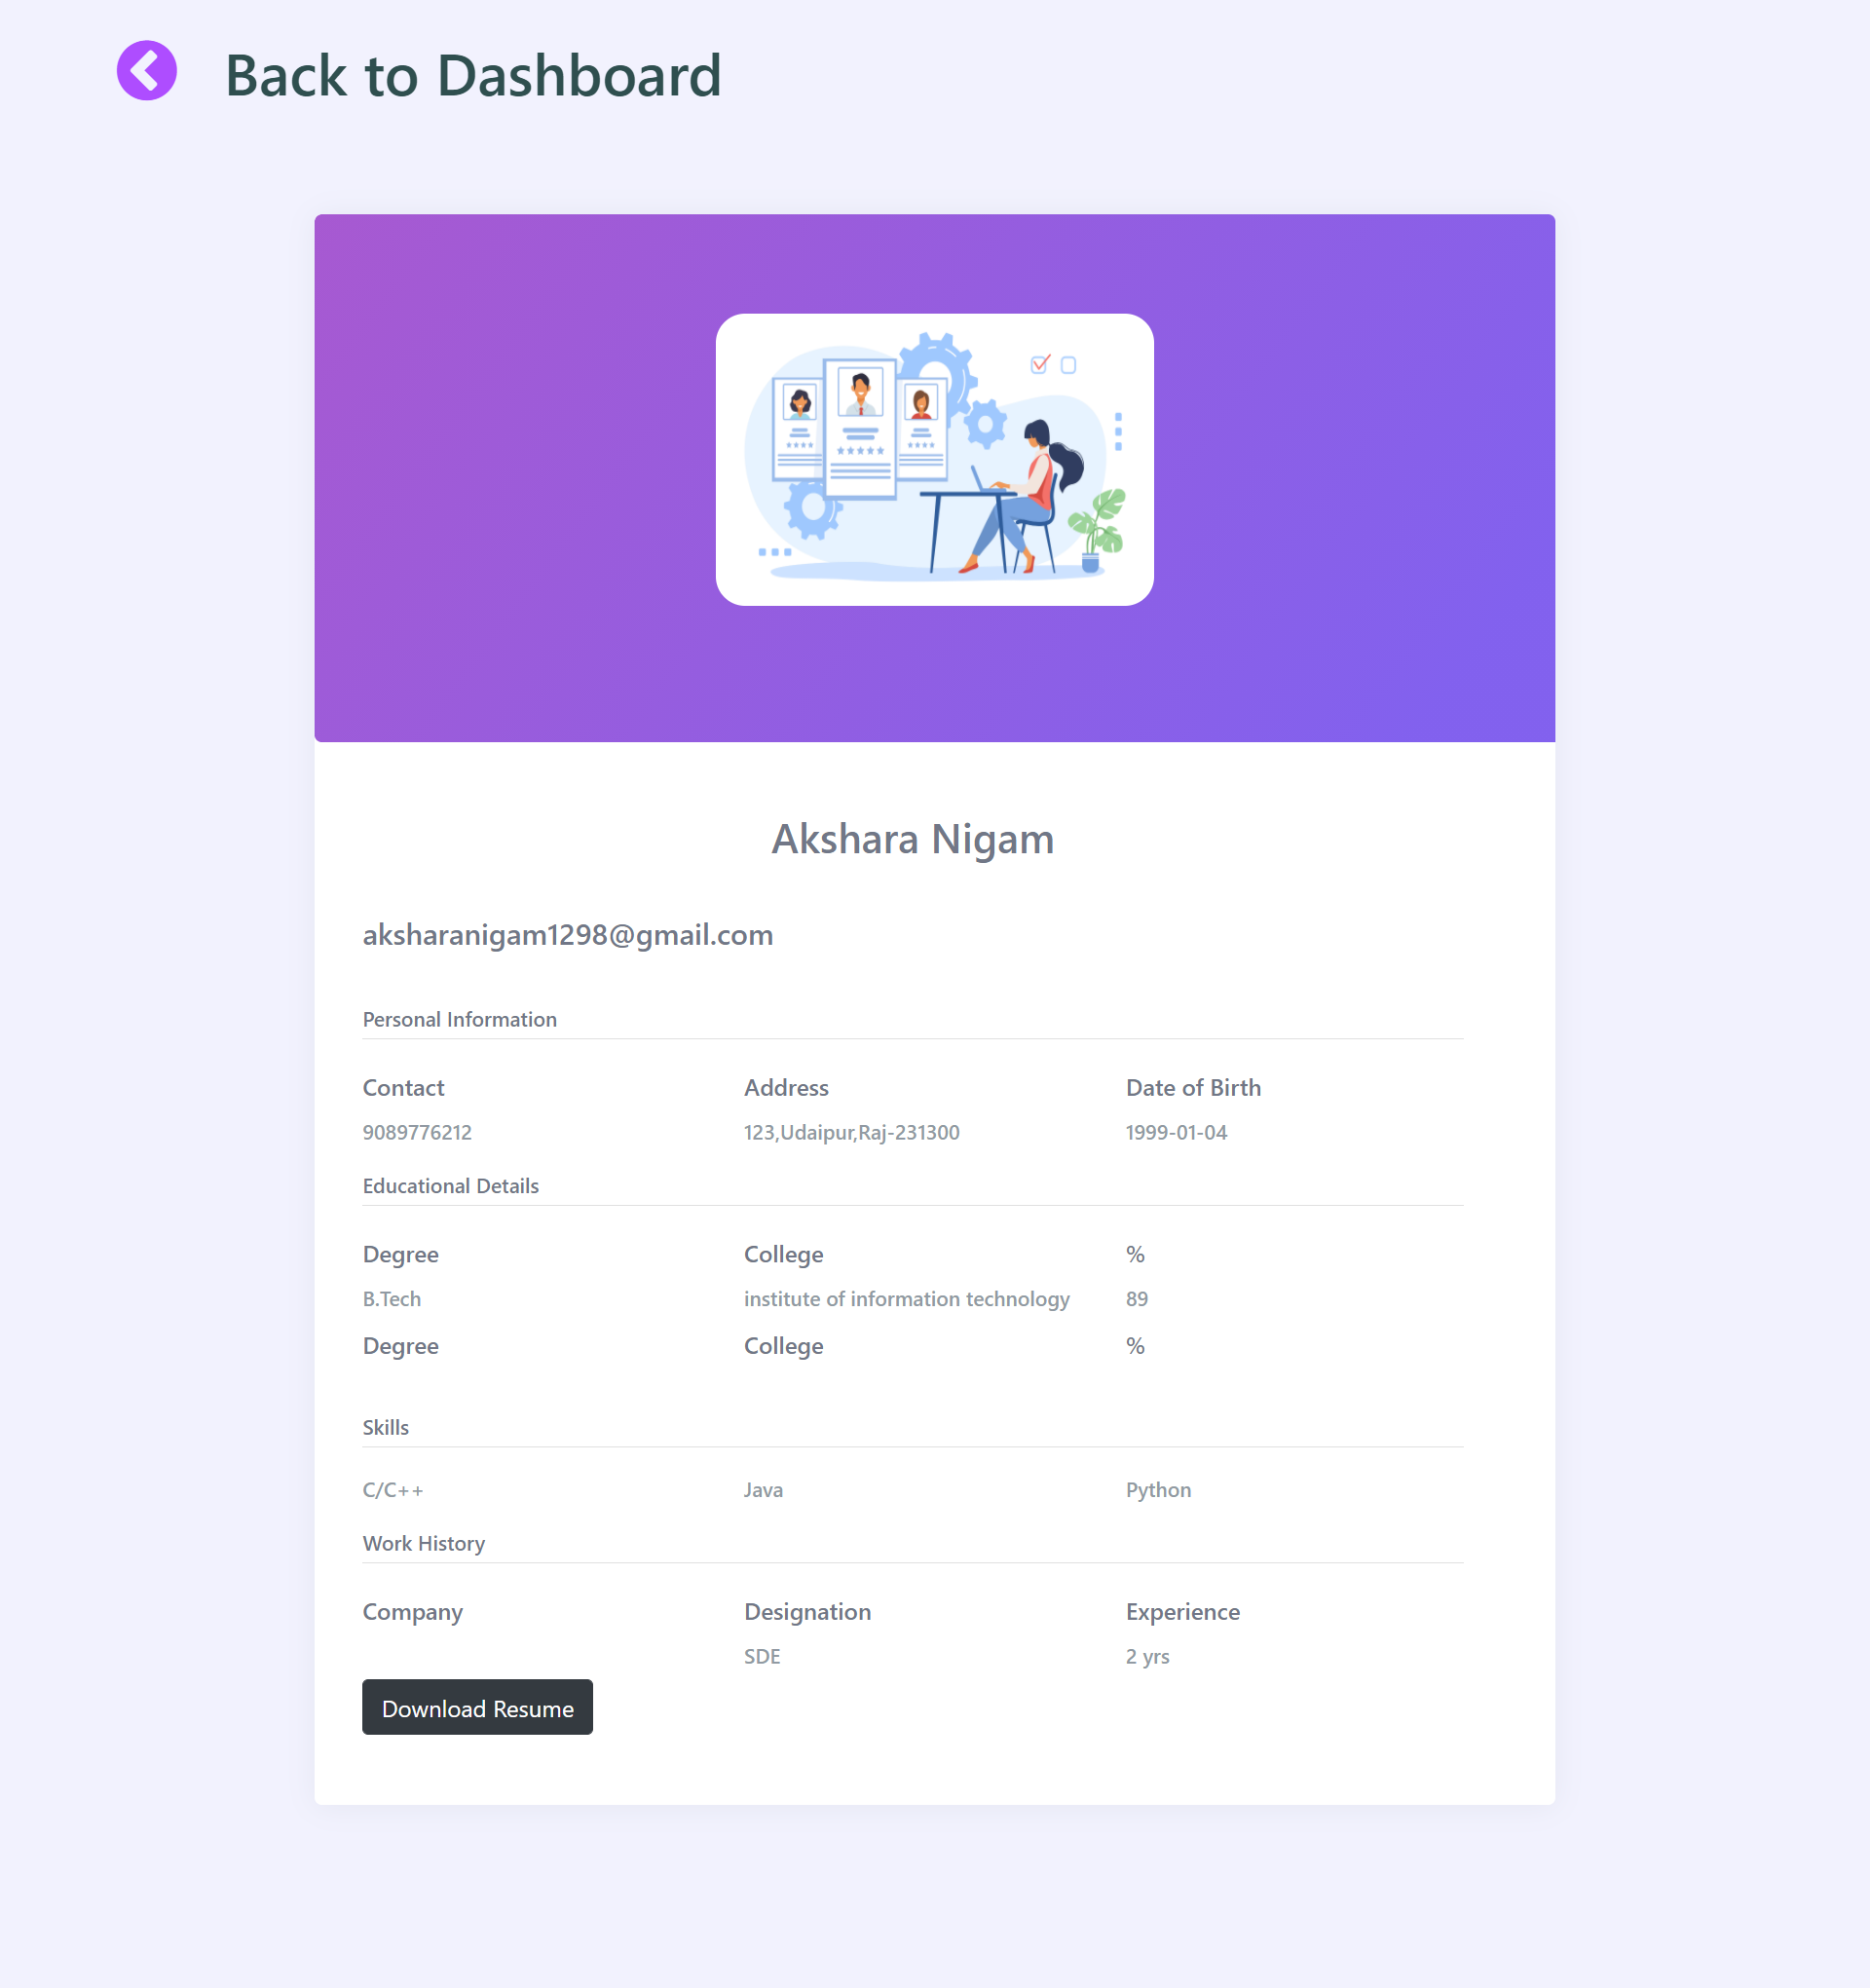 Back to Dashboard
Akshara Nigam
aksharanigam1298@gmail.com
Personal Information
Contact Address Date of Birth
9089776212 123,Udaipur,Raj-231300 1999-01-04
Educational Details
Degree College %
B.Tech institute of information technology 89
Degree College %
Skills
C/C++ Java Python
Work History
Company Designation Experience
SDE 2 yrs
Download Resume